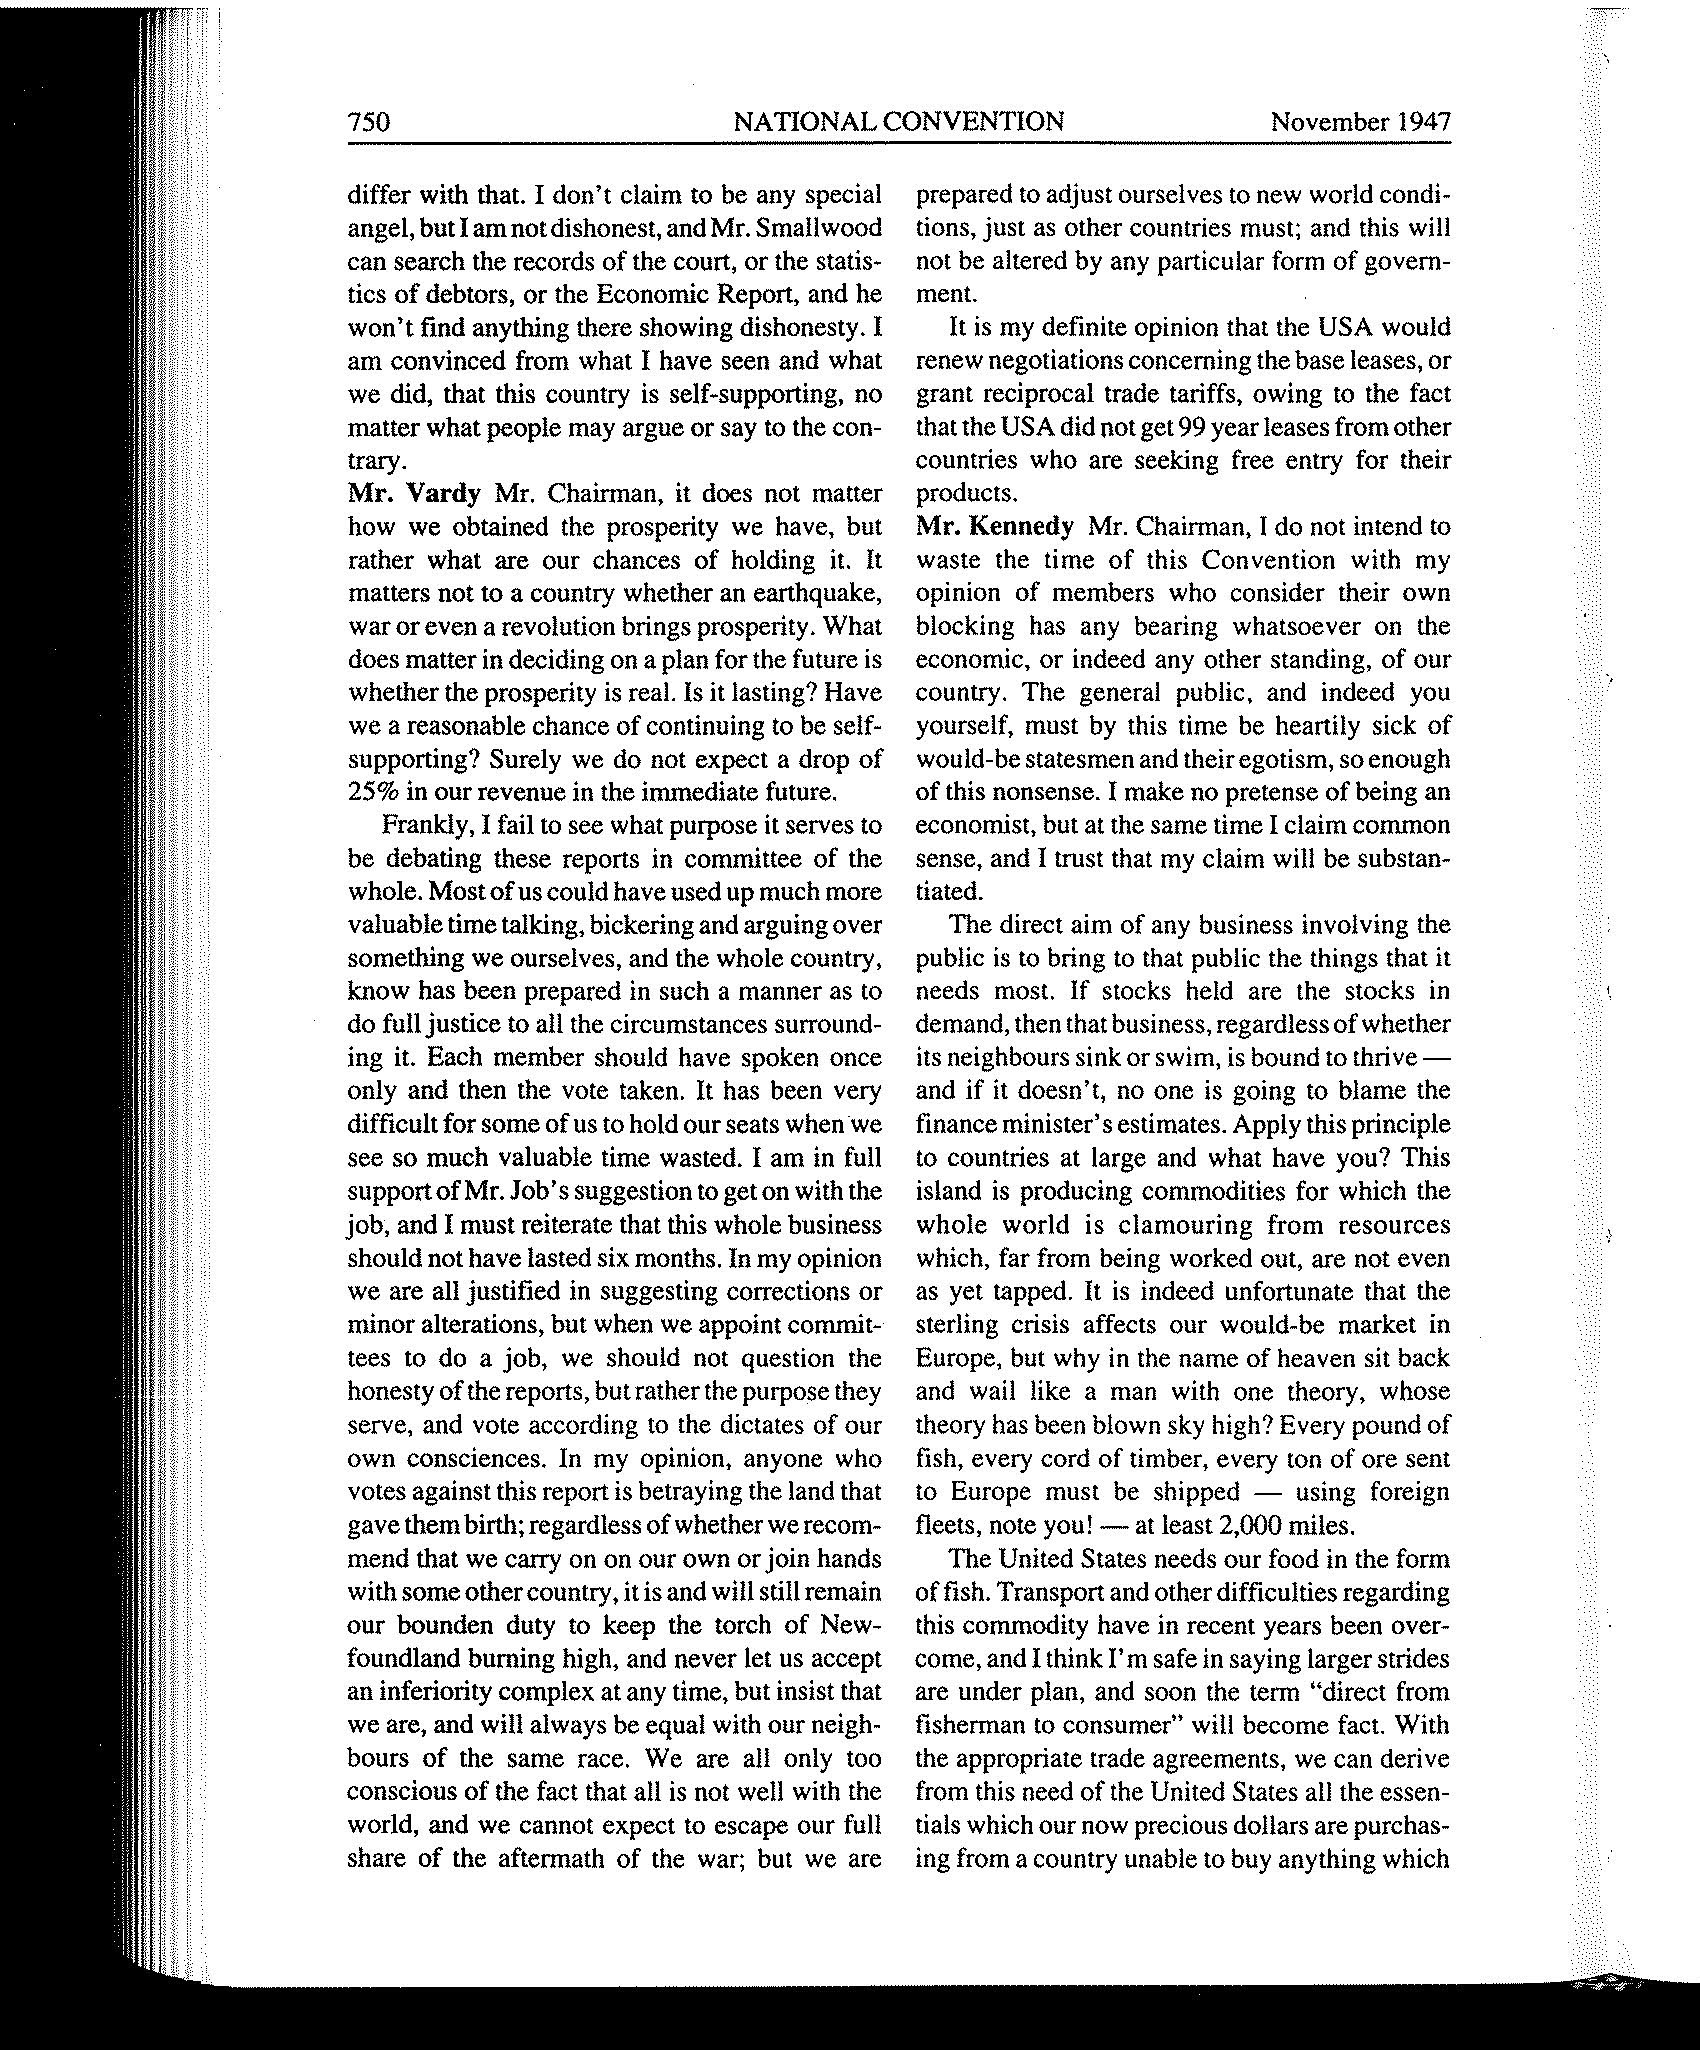 750
NATIONAL CONVENTION
November 1947
differ with that. I don't claim to be any special
angel, but I am not dishonest, and Mr. Smallwood
can search the records of the court, or the statis-
tics of debtors, or the Economic Report, and he
won't find anything there showing dishonesty. I
am convinced from what I have seen and what
we did, that this country is self-supporting, no
matter what people may argue or say to the con-
trary.
Mr. Vardy Mr. Chairman, it does not matter
how we obtained the prosperity we have, but
rather what are our chances of holding it. It
matters not to a country whether an earthquake,
war or even a revolution brings prosperity. What
does matter in deciding on a plan for the future is
whether the prosperity is real. Is it lasting? Have
we a reasonable chance of continuing to be self-
supporting? Surely we do not expect a drop of
25% in our revenue in the immediate future.
Frankly, I fail to see what purpose it serves to
be debating these reports in committee of the
whole. Most of us could have used up much more
valuable time talking, bickering and arguing over
something we ourselves, and the whole country,
know has been prepared in such a manner as to
do full justice to all the circumstances surround-
ing it. Each member should have spoken once
only and then the vote taken. It has been very
difficult for some of us to hold our seats when we
see so much valuable time wasted. I am in full
support of Mr. Job's suggestion to get on with the
job, and I must reiterate that this whole business
should not have lasted six months. In my opinion
we are all justified in suggesting corrections or
minor alterations, but when we appoint commit-
tees to do a job, we should not question the
honesty of the reports, but rather the purpose they
serve, and vote according to the dictates of our
own consciences. In my opinion, anyone who
votes against this report is betraying the land that
gave them birth; regardless of whether we recom-
mend that we carry on on our own or join hands
with some other country, it is and will still remain
our bounden duty to keep the torch of New-
foundland burning high, and never let us accept
an inferiority complex at any time, but insist that
we are, and will always be equal with our neigh-
bours of the same race. We are all only too
conscious of the fact that all is not well with the
world, and we cannot expect to escape our full
share of the aftermath of the war; but we are
prepared to adjust ourselves to new world condi-
tions, just as other countries must; and this will
not be altered by any particular form of govern-
ment.
It is my definite opinion that the USA would
renew negotiations concerning the base leases, or
grant reciprocal trade tariffs, owing to the fact
that the USA did not get 99 year leases from other
countries who are seeking free entry for their
products.
Mr. Kennedy Mr. Chairman, I do not intend to
waste the time of this Convention with my
opinion of members who consider their own
blocking has any bearing whatsoever on the
economic, or indeed any other standing, of our
country. The general public, and indeed you
yourself, must by this time be heartily sick of
would-be statesmen and their egotism, so enough
of this nonsense. I make no pretense of being an
economist, but at the same time I claim common
sense, and I trust that my claim will be substan-
tiated.
The direct aim of any business involving the
public is to bring to that public the things that it
needs most. If stocks held are the stocks in
demand, then that business, regardless of whether
its neighbours sink or swim, is bound to thrive —
and if it doesn't, no one is going to blame the
finance minister's estimates. Apply this principle
to countries at large and what have you? This
island is producing commodities for which the
whole world is clamouring from resources
which, far from being worked out, are not even
as yet tapped. It is indeed unfortunate that the
sterling crisis affects our would-be market in
Europe, but why in the name of heaven sit back
and wail like a man with one theory, whose
theory has been blown sky high? Every pound of
fish, every cord of timber, every ton of ore sent
to Europe must be shipped — using foreign
fleets, note you! — at least 2,000 miles.
The United States needs our food in the form
of fish. Transport and other difficulties regarding
this commodity have in recent years been over-
come, and I think I'm safe in saying larger strides
are under plan, and soon the term “direct from
fisherman to consumer” will become fact. With
the appropriate trade agreements, we can derive
from this need of the United States all the essen-
tials which our now precious dollars are purchas-
ing from a country unable to buy anything which